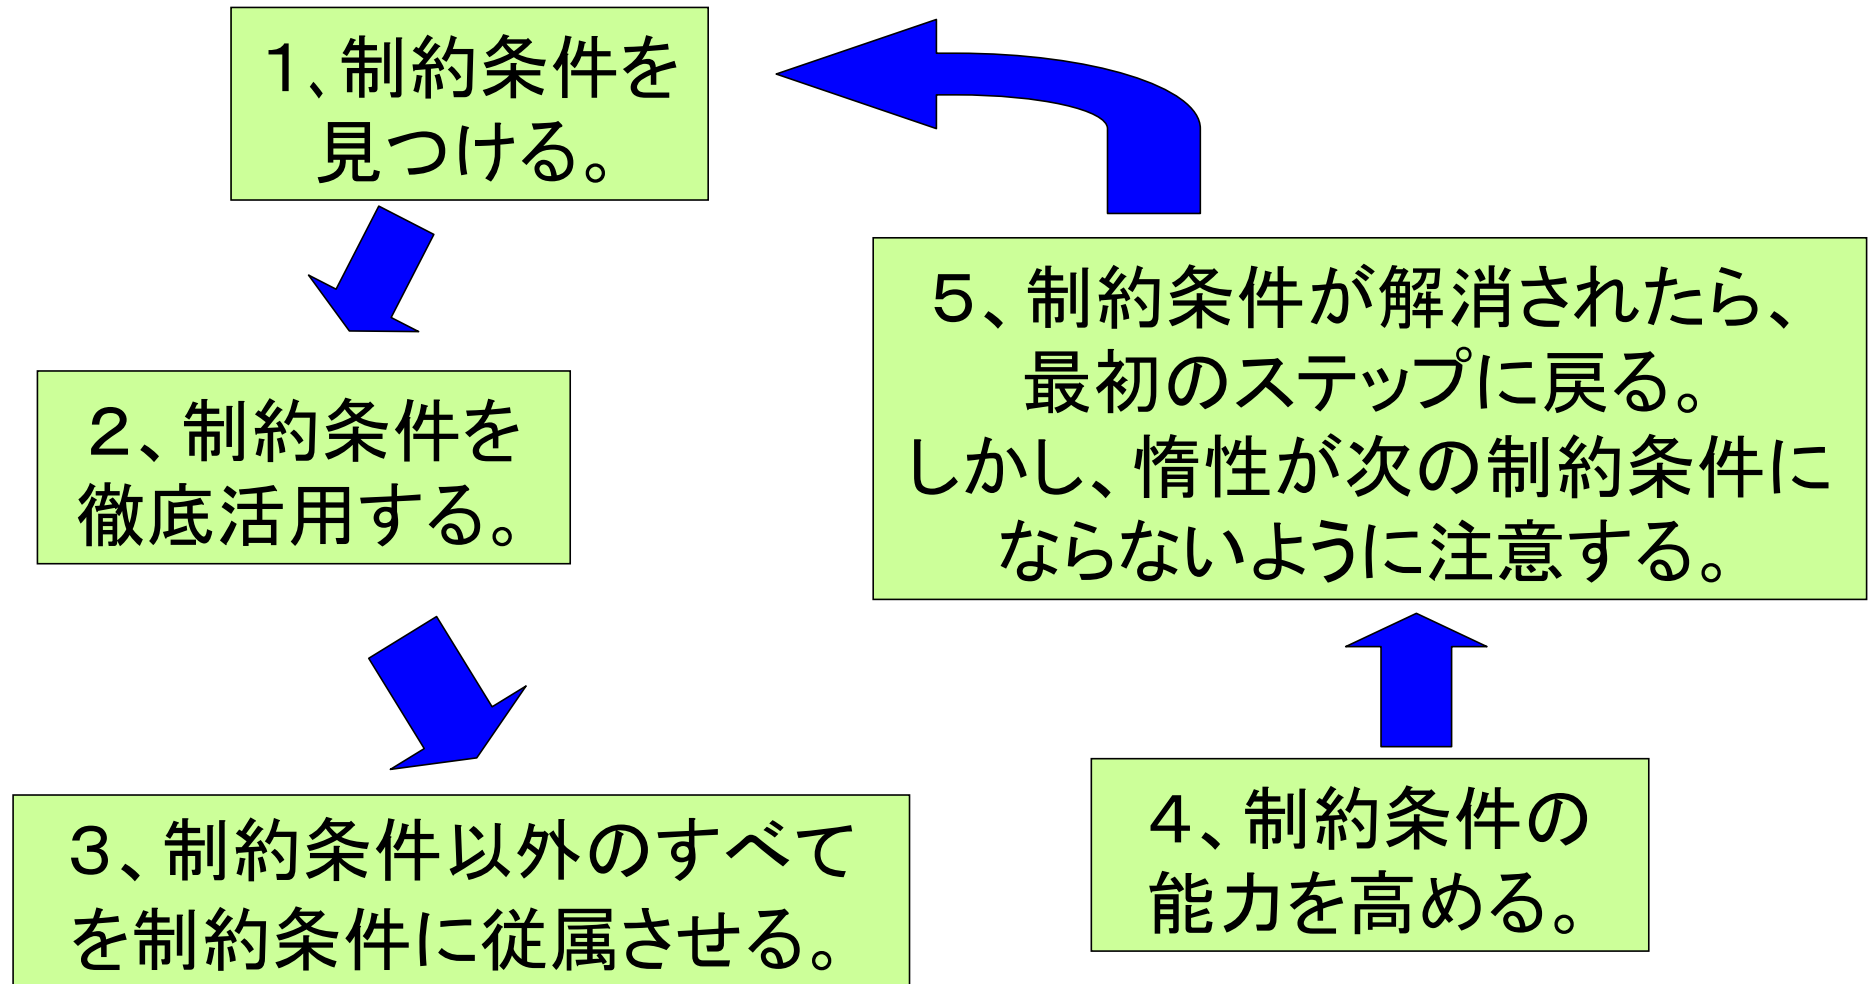 １、制約条件を
見つける。
２、制約条件を
徹底活用する。
３、制約条件以外のすべて
を制約条件に従属させる。
４、制約条件の
能力を高める。
５、制約条件が解消されたら、
最初のステップに戻る。
しかし、惰性が次の制約条件に
ならないように注意する。